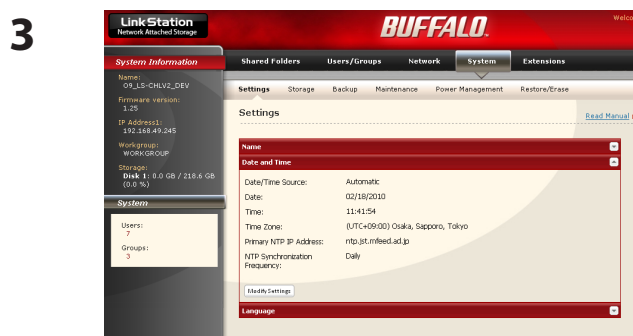 3
LinkStation
Network Attached Storage
BUFFALO
System Information
Name:
09_LS-CHLV2_DEV
Firmware version:
1.25
IP Address1:
192.168.49.245
Workgroup:
WORKGROUP
Storage:
Disk 1: 0.0 GB / 218.6 GB
(0.0 %)
System
Users:
7
Groups:
3
Shared Folders Users/Groups Network System Extensions
Settings Storage Backup Maintenance Power Management Restore/Erase
Settings
Read Manual
Name
Date and Time
Date/Time Source: Automatic
Date: 02/18/2010
Time: 11:41:54
Time Zone: (UTC+09:00) Osaka, Sapporo, Tokyo
Primary NTP IP Address: ntp.jst.mfeed.ad.jp
NTP Synchronization Daily
Frequency:
Modify Settings
Language